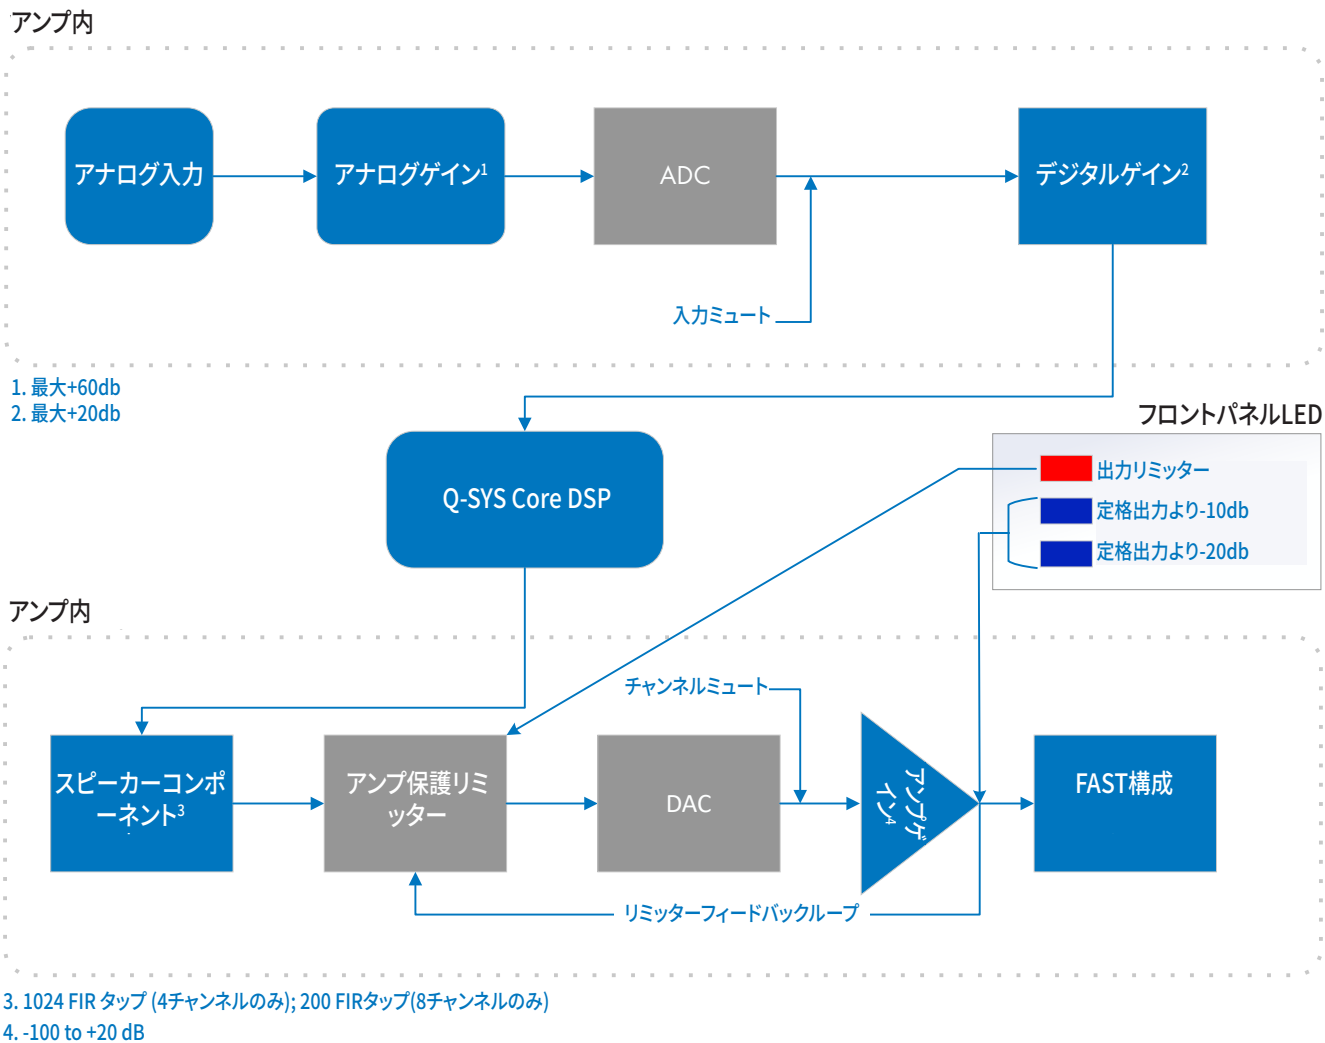 アンプ内
アナログ入力
アナログゲイン1
ADC
デジタルゲイン2
入力ミュート
1. 最大+60db
2. 最大+20db
フロントパネルLED
出力リミッター
定格出力より-10db
定格出力より-20db
Q-SYS Core DSP
アンプ内
チャンネルミュート
スピーカーコンポ
ーネント3
アンプ保護リミ
ッター
DAC
アンプゲ
イン4
FAST構成
リミッターフィードバックループ
3. 1024 FIR タップ (4チャンネルのみ); 200 FIRタップ(8チャンネルのみ)
4. -100 to +20 dB